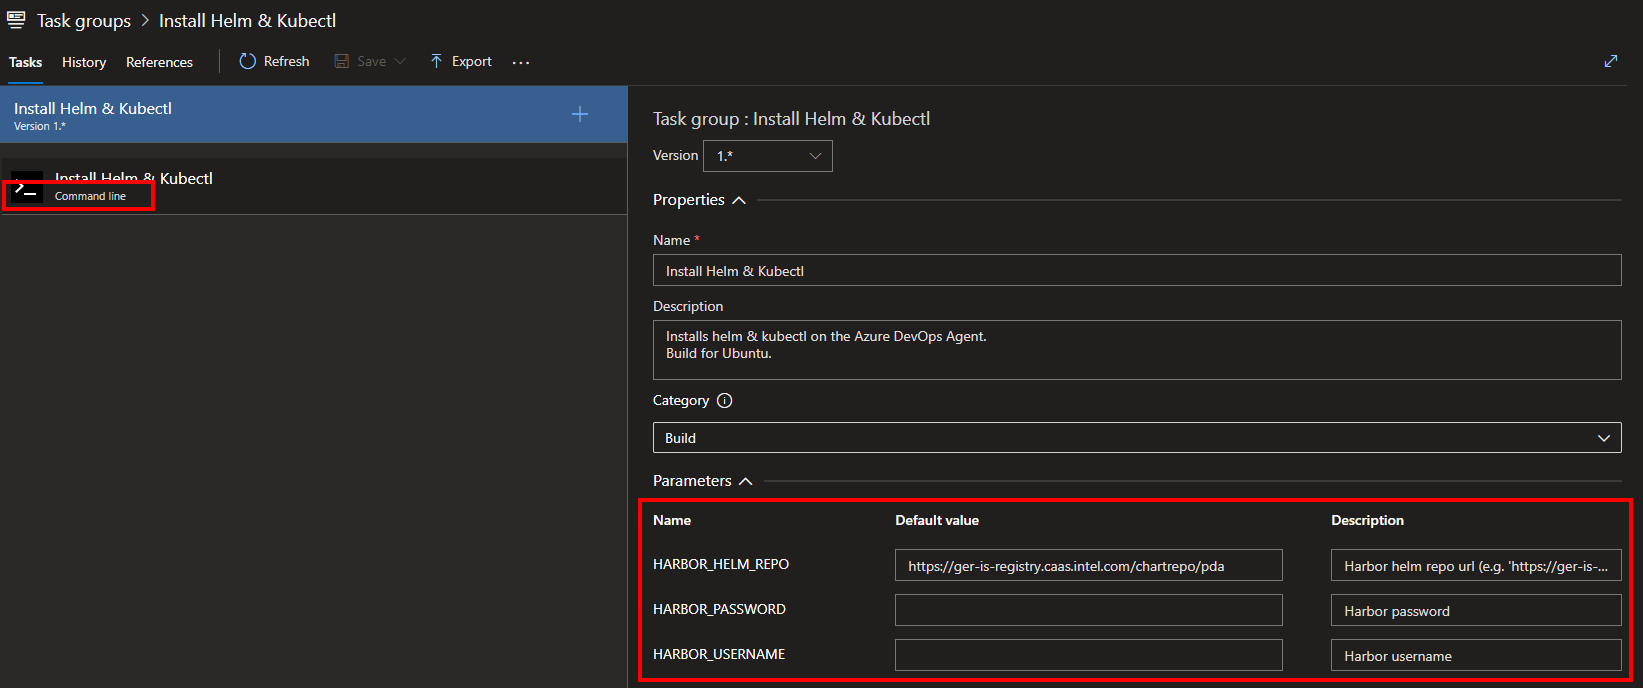 Task groups > Install Helm & Kubectl
Tasks History References Refresh Save Export ...
Install Helm & Kubectl
Version 1.*
Install Helm & Kubectl
Command line
Task group : Install Helm & Kubectl
Version 1.*
Properties
Name *
Install Helm & Kubectl
Description
Installs helm & kubectl on the Azure DevOps Agent.
Build for Ubuntu.
Category
Build
Parameters
Name Default value Description
HARBOR_HELM_REPO https://ger-is-registry.caas.intel.com/chartrepo/pda Harbor helm repo url (e.g. 'https://ger-is-...
HARBOR_PASSWORD Harbor password
HARBOR_USERNAME Harbor username